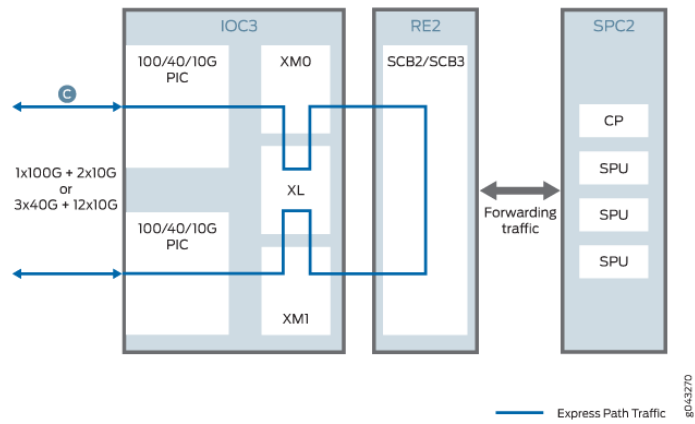 IOC3
RE2
SPC2
100/40/10G
PIC
XM0
SCB2/SCB3
C
CP
1x100G + 2x10G
or
3x40G + 12x10G
XL
SPU
SPU
SPU
Forwarding
traffic
100/40/10G
PIC
XM1
Express Path Traffic
g043270